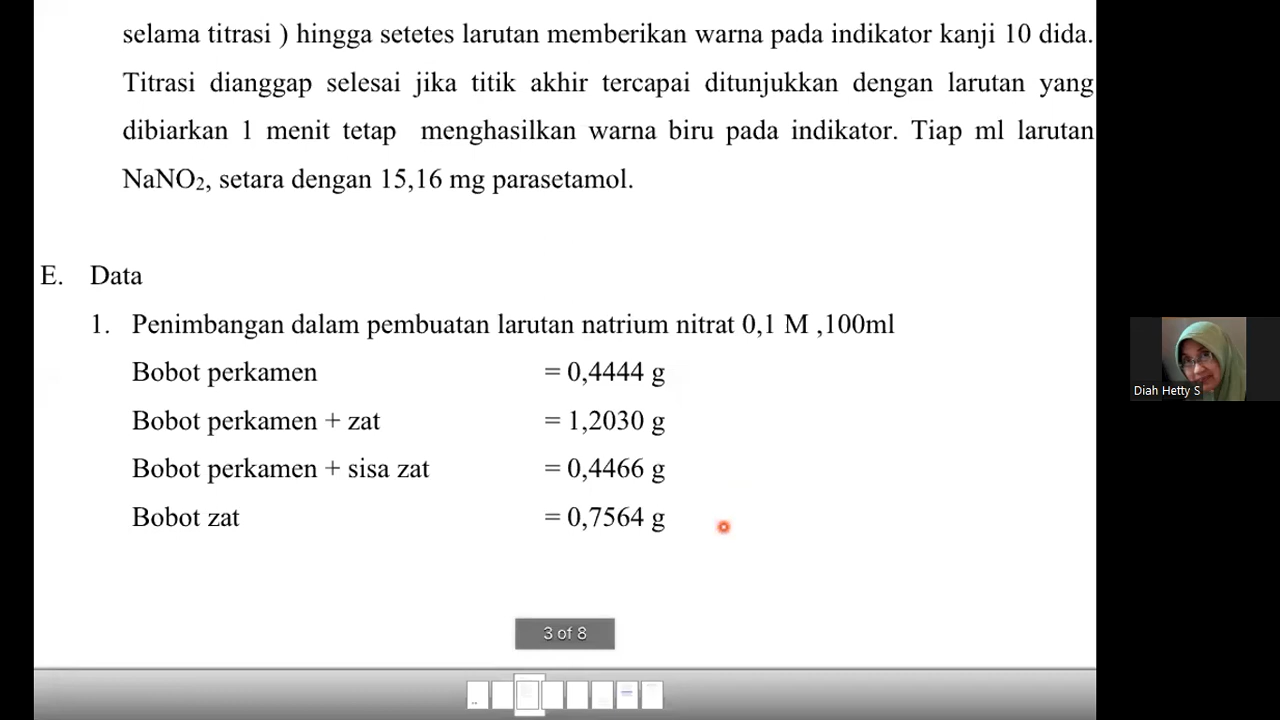 selama titrasi ) hingga setetes larutan memberikan warna pada indikator kanji 10 dida.
Titrasi dianggap selesai jika titik akhir tercapai ditunjukkan dengan larutan yang
dibiarkan 1 menit tetap menghasilkan warna biru pada indikator. Tiap ml larutan
NaNO₂, setara dengan 15,16 mg parasetamol.
E. Data
1. Penimbangan dalam pembuatan larutan natrium nitrat 0,1 M ,100ml
Bobot perkamen = 0,4444 g
Bobot perkamen + zat = 1,2030 g
Bobot perkamen + sisa zat = 0,4466 g
Bobot zat = 0,7564 g
3 of 8
Diah Hetty S